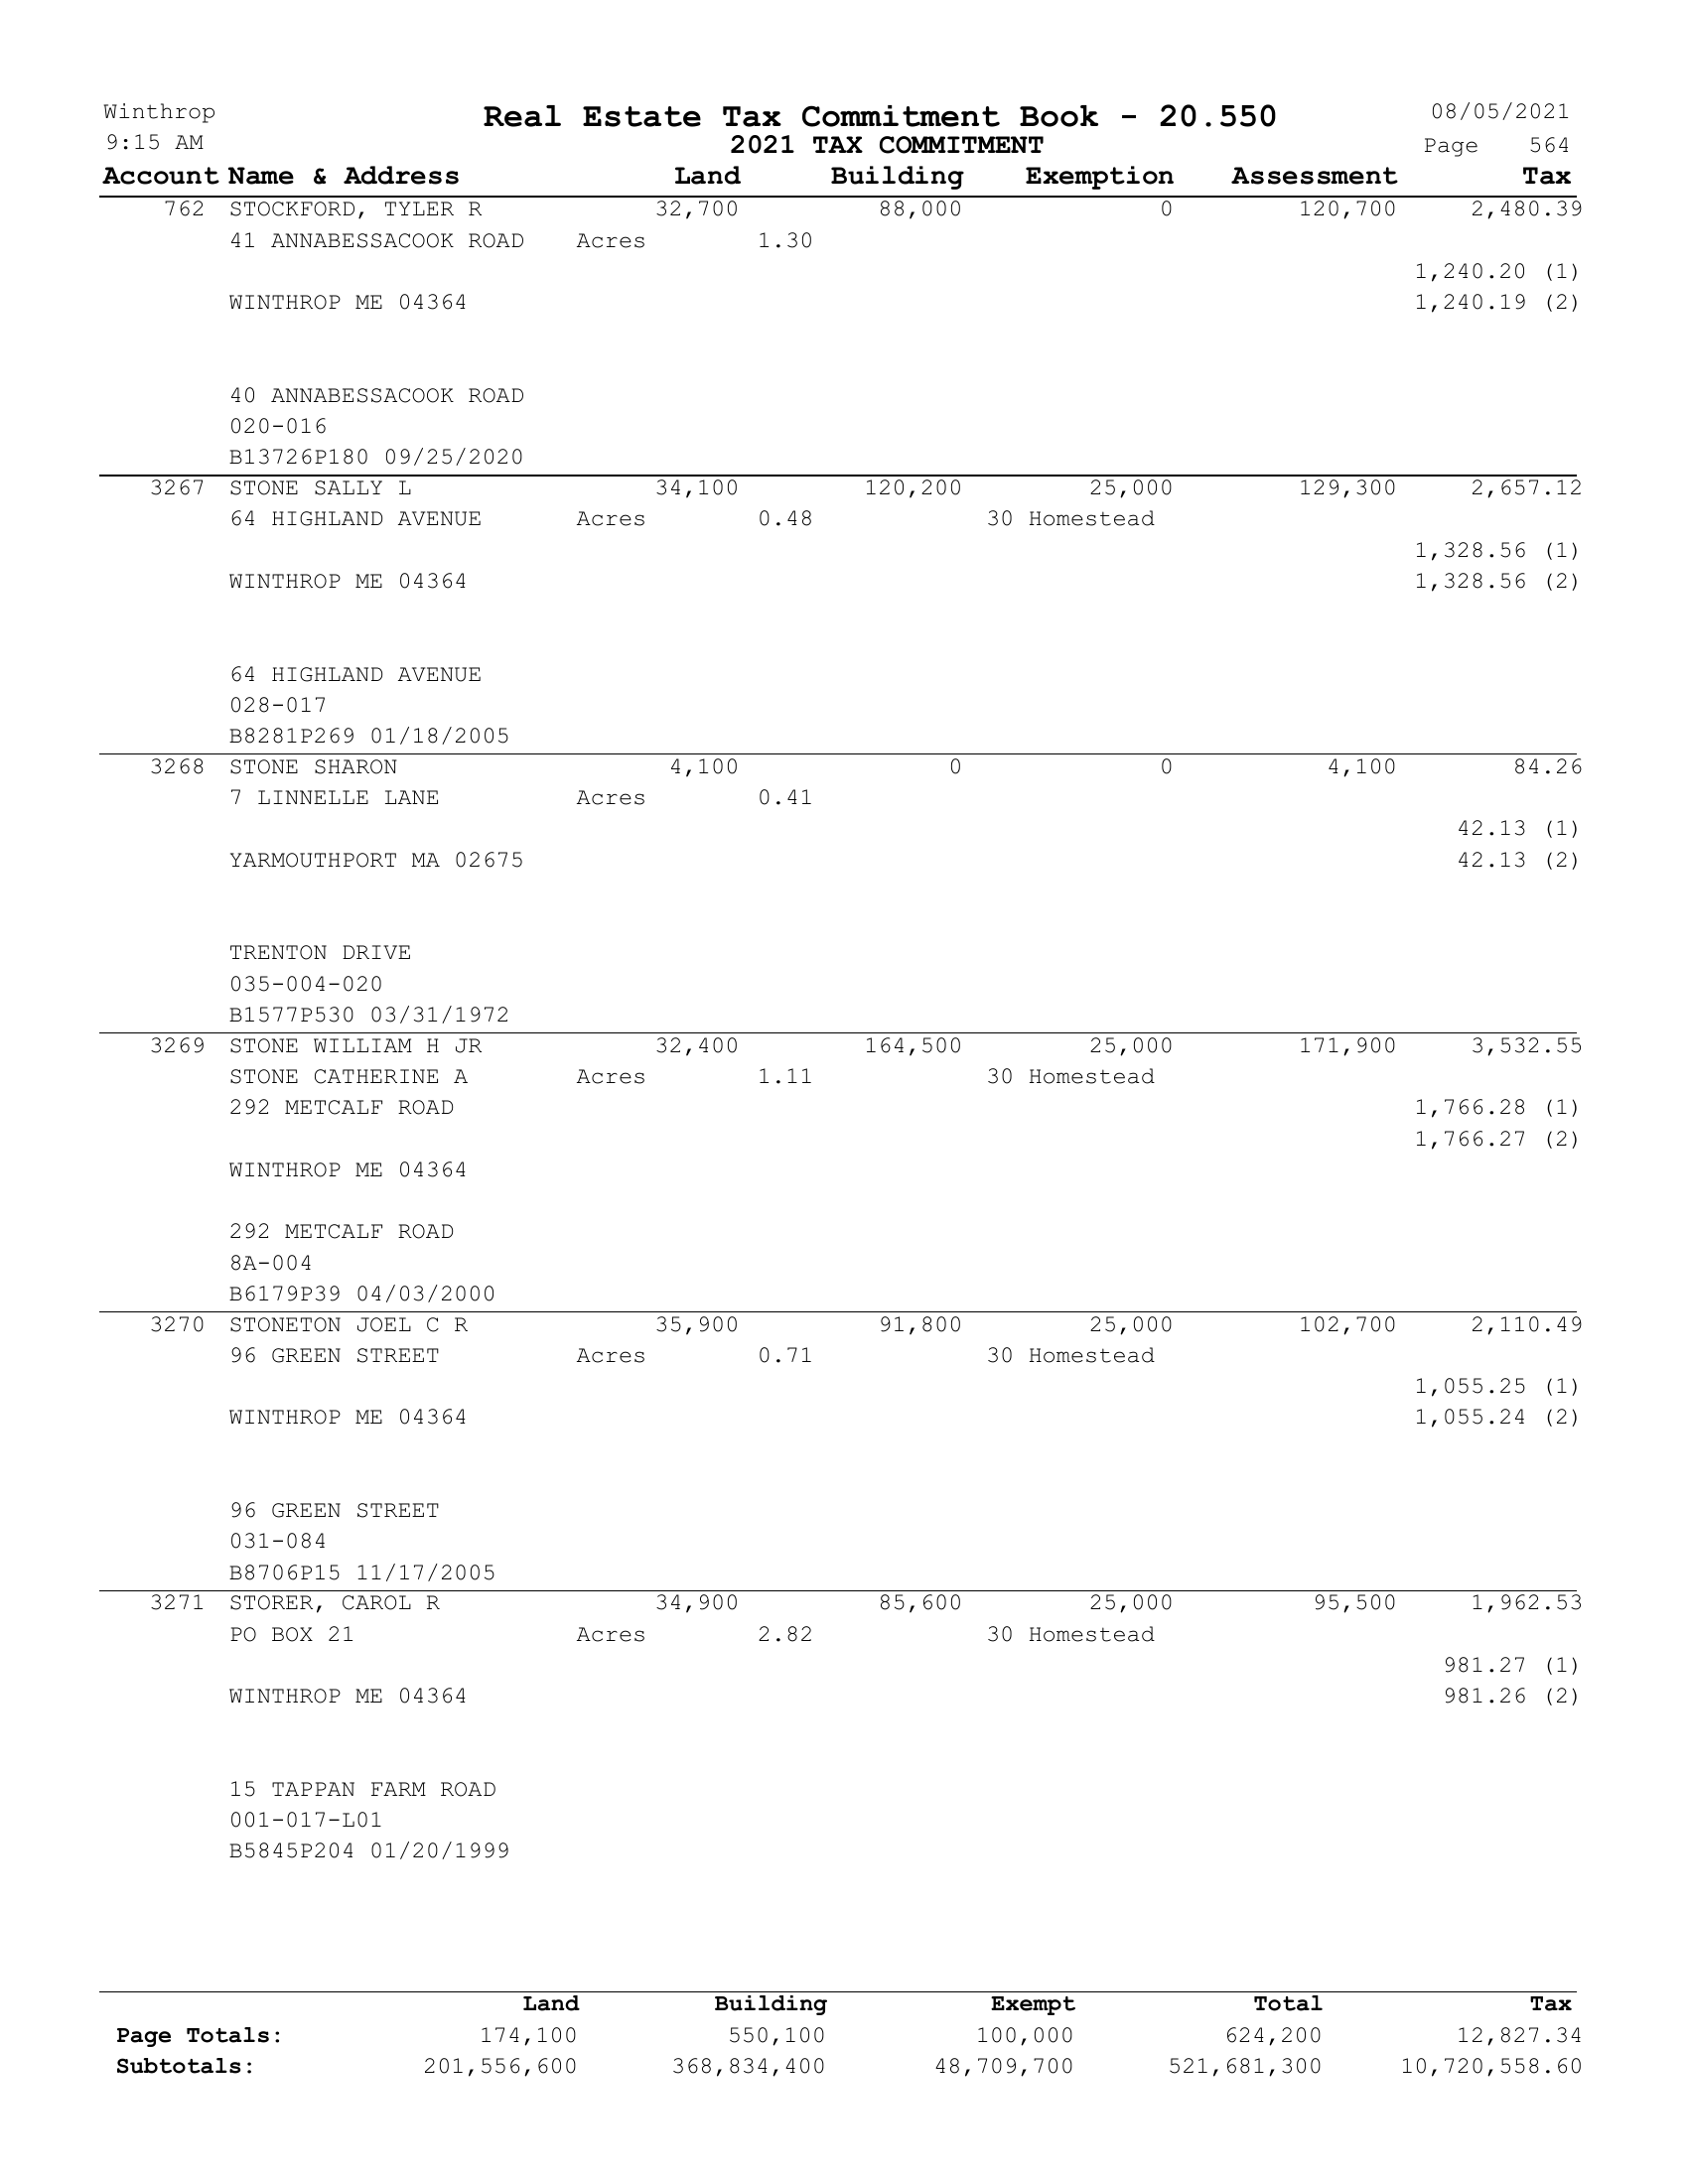 Winthrop Real Estate Tax Commitment Book - 20.550 08/05/2021
9:15 AM 2021 TAX COMMITMENT Page 564
Account Name & Address Land Building Exemption Assessment Tax
762 STOCKFORD, TYLER R 32,700 88,000 0 120,700 2,480.39
41 ANNABESSACOOK ROAD Acres 1.30
1,240.20 (1)
WINTHROP ME 04364 1,240.19 (2)
40 ANNABESSACOOK ROAD
020-016
B13726P180 09/25/2020
3267 STONE SALLY L 34,100 120,200 25,000 129,300 2,657.12
64 HIGHLAND AVENUE Acres 0.48 30 Homestead
1,328.56 (1)
WINTHROP ME 04364 1,328.56 (2)
64 HIGHLAND AVENUE
028-017
B8281P269 01/18/2005
3268 STONE SHARON 4,100 0 0 4,100 84.26
7 LINNELLE LANE Acres 0.41
42.13 (1)
YARMOUTHPORT MA 02675 42.13 (2)
TRENTON DRIVE
035-004-020
B1577P530 03/31/1972
3269 STONE WILLIAM H JR 32,400 164,500 25,000 171,900 3,532.55
STONE CATHERINE A Acres 1.11 30 Homestead
292 METCALF ROAD 1,766.28 (1)
1,766.27 (2)
WINTHROP ME 04364
292 METCALF ROAD
8A-004
B6179P39 04/03/2000
3270 STONETON JOEL C R 35,900 91,800 25,000 102,700 2,110.49
96 GREEN STREET Acres 0.71 30 Homestead
1,055.25 (1)
WINTHROP ME 04364 1,055.24 (2)
96 GREEN STREET
031-084
B8706P15 11/17/2005
3271 STORER, CAROL R 34,900 85,600 25,000 95,500 1,962.53
PO BOX 21 Acres 2.82 30 Homestead
981.27 (1)
WINTHROP ME 04364 981.26 (2)
15 TAPPAN FARM ROAD
001-017-L01
B5845P204 01/20/1999
Land Building Exempt Total Tax
Page Totals: 174,100 550,100 100,000 624,200 12,827.34
Subtotals: 201,556,600 368,834,400 48,709,700 521,681,300 10,720,558.60